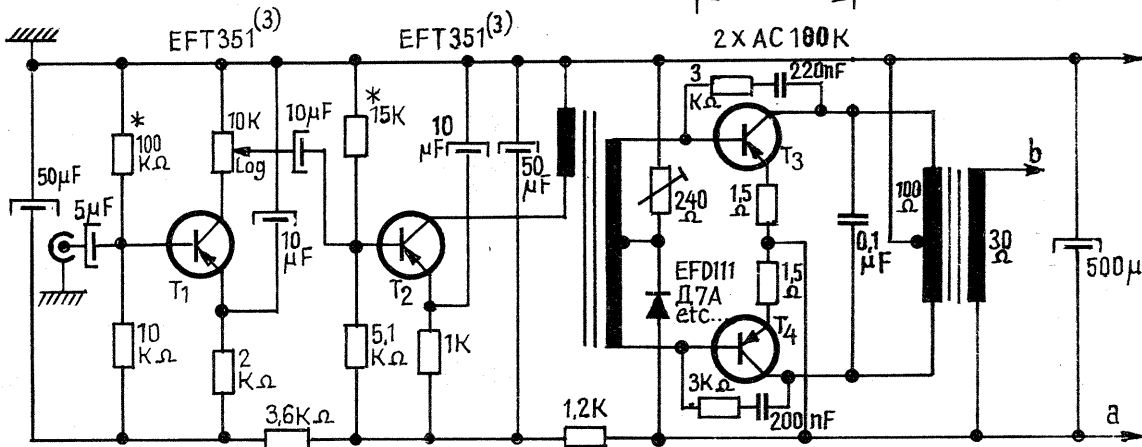 EFT351(3)
EFT351(3)
2 x AC 180K
50µF
5µF
*
100
KΩ
10
KΩ
10K
Log
T1
10
µF
2
KΩ
3,6KΩ
10µF
*
15K
T2
5,1
KΩ
1K
10
µF
50
µF
1,2K
240
Ω
EFD111
Д7A
etc...
3
KΩ
220nF
T3
1,5
Ω
1,5
Ω
T4
3KΩ
200nF
0,1
µF
100
Ω
30
Ω
b
500µ
a